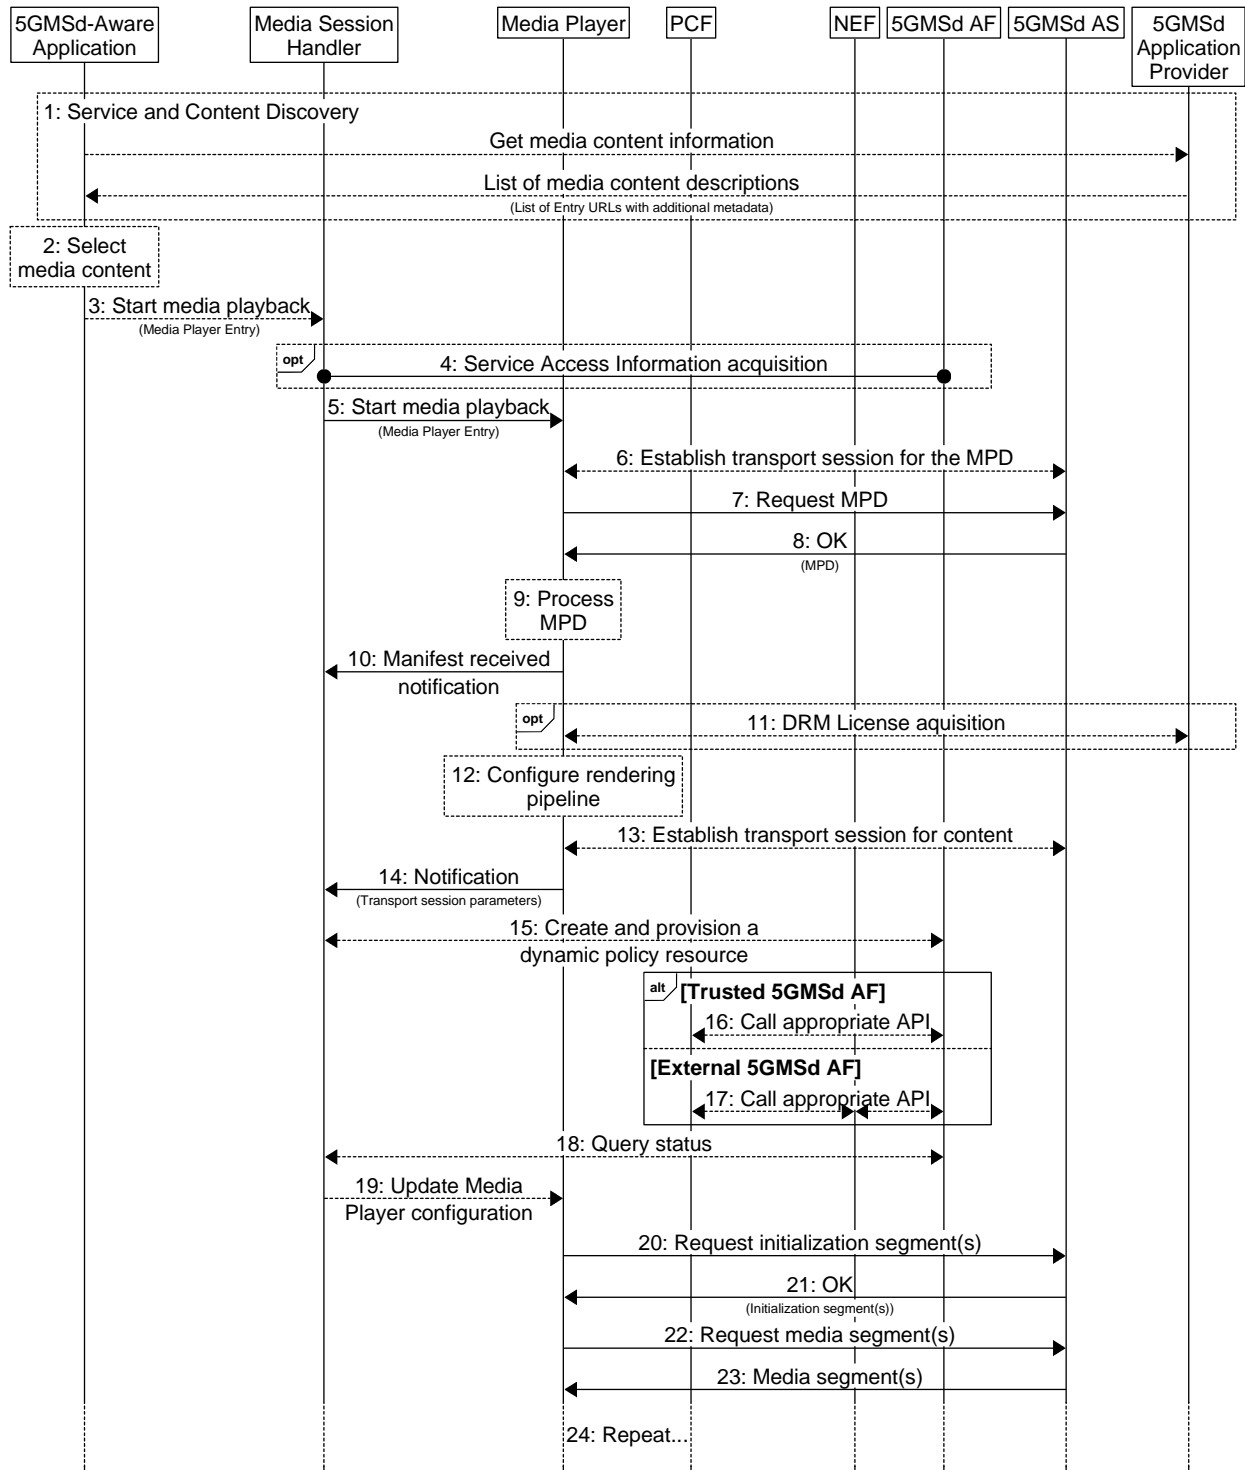 5GMSd-Aware
Application
Media Session
Handler
Media Player
PCF
NEF
5GMSd AF
5GMSd AS
5GMSd
Application
Provider
1: Service and Content Discovery
Get media content information
List of media content descriptions
(List of Entry URLs with additional metadata)
2: Select
media content
3: Start media playback
(Media Player Entry)
opt
4: Service Access Information acquisition
5: Start media playback
(Media Player Entry)
6: Establish transport session for the MPD
7: Request MPD
8: OK
(MPD)
9: Process
MPD
10: Manifest received
notification
opt
11: DRM License aquisition
12: Configure rendering
pipeline
13: Establish transport session for content
14: Notification
(Transport session parameters)
15: Create and provision a
dynamic policy resource
alt
[Trusted 5GMSd AF]
16: Call appropriate API
[External 5GMSd AF]
17: Call appropriate API
18: Query status
19: Update Media
Player configuration
20: Request initialization segment(s)
21: OK
(Initialization segment(s))
22: Request media segment(s)
23: Media segment(s)
24: Repeat...